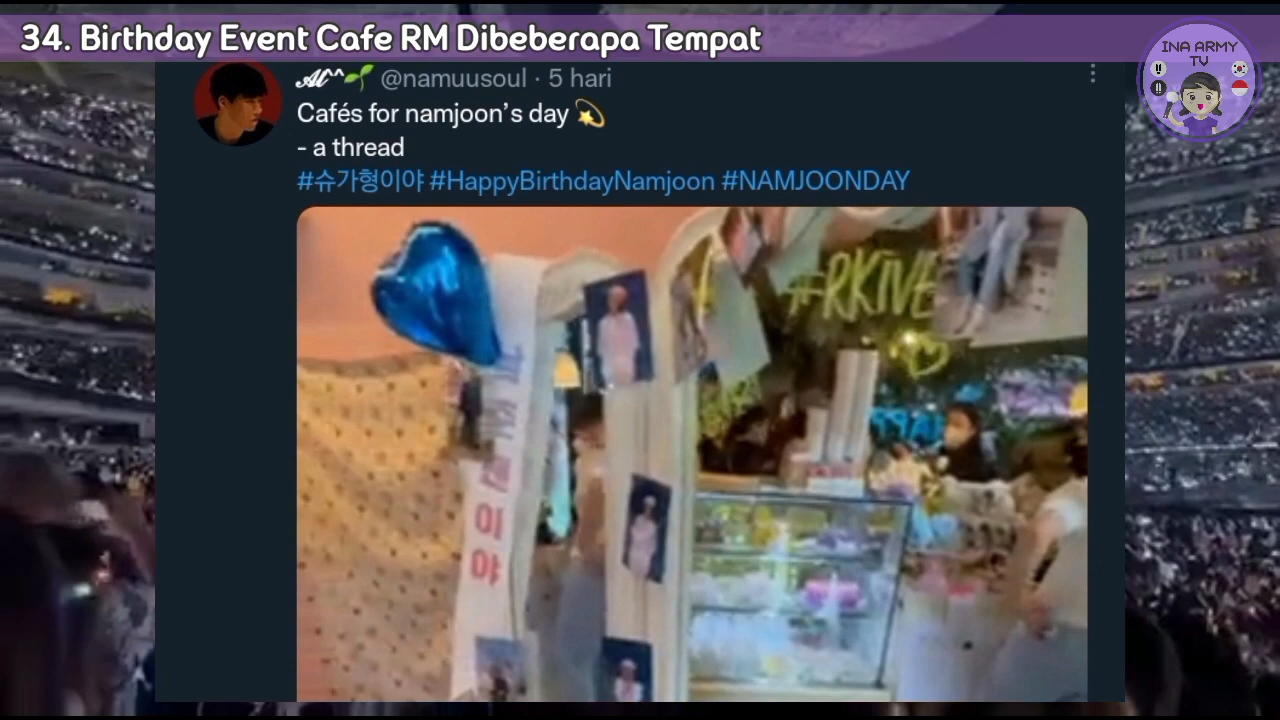 34. Birthday Event Cafe RM Dibeberapa Tempat
INA ARMY
TV
@namuusoul · 5 hari
Cafés for namjoon's day 💫
- a thread
#슈가형이야 #HappyBirthdayNamjoon #NAMJOONDAY
#RKIVE
이야